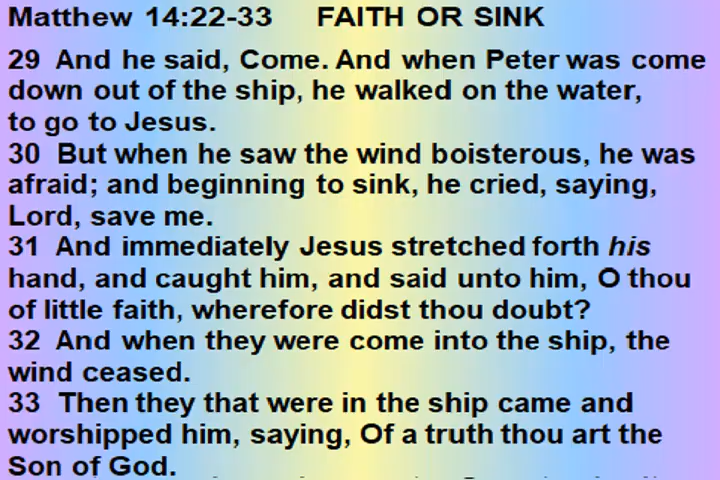 Matthew 14:22-33 FAITH OR SINK
29 And he said, Come. And when Peter was come
down out of the ship, he walked on the water,
to go to Jesus.
30 But when he saw the wind boisterous, he was
afraid; and beginning to sink, he cried, saying,
Lord, save me.
31 And immediately Jesus stretched forth his
hand, and caught him, and said unto him, O thou
of little faith, wherefore didst thou doubt?
32 And when they were come into the ship, the
wind ceased.
33 Then they that were in the ship came and
worshipped him, saying, Of a truth thou art the
Son of God.